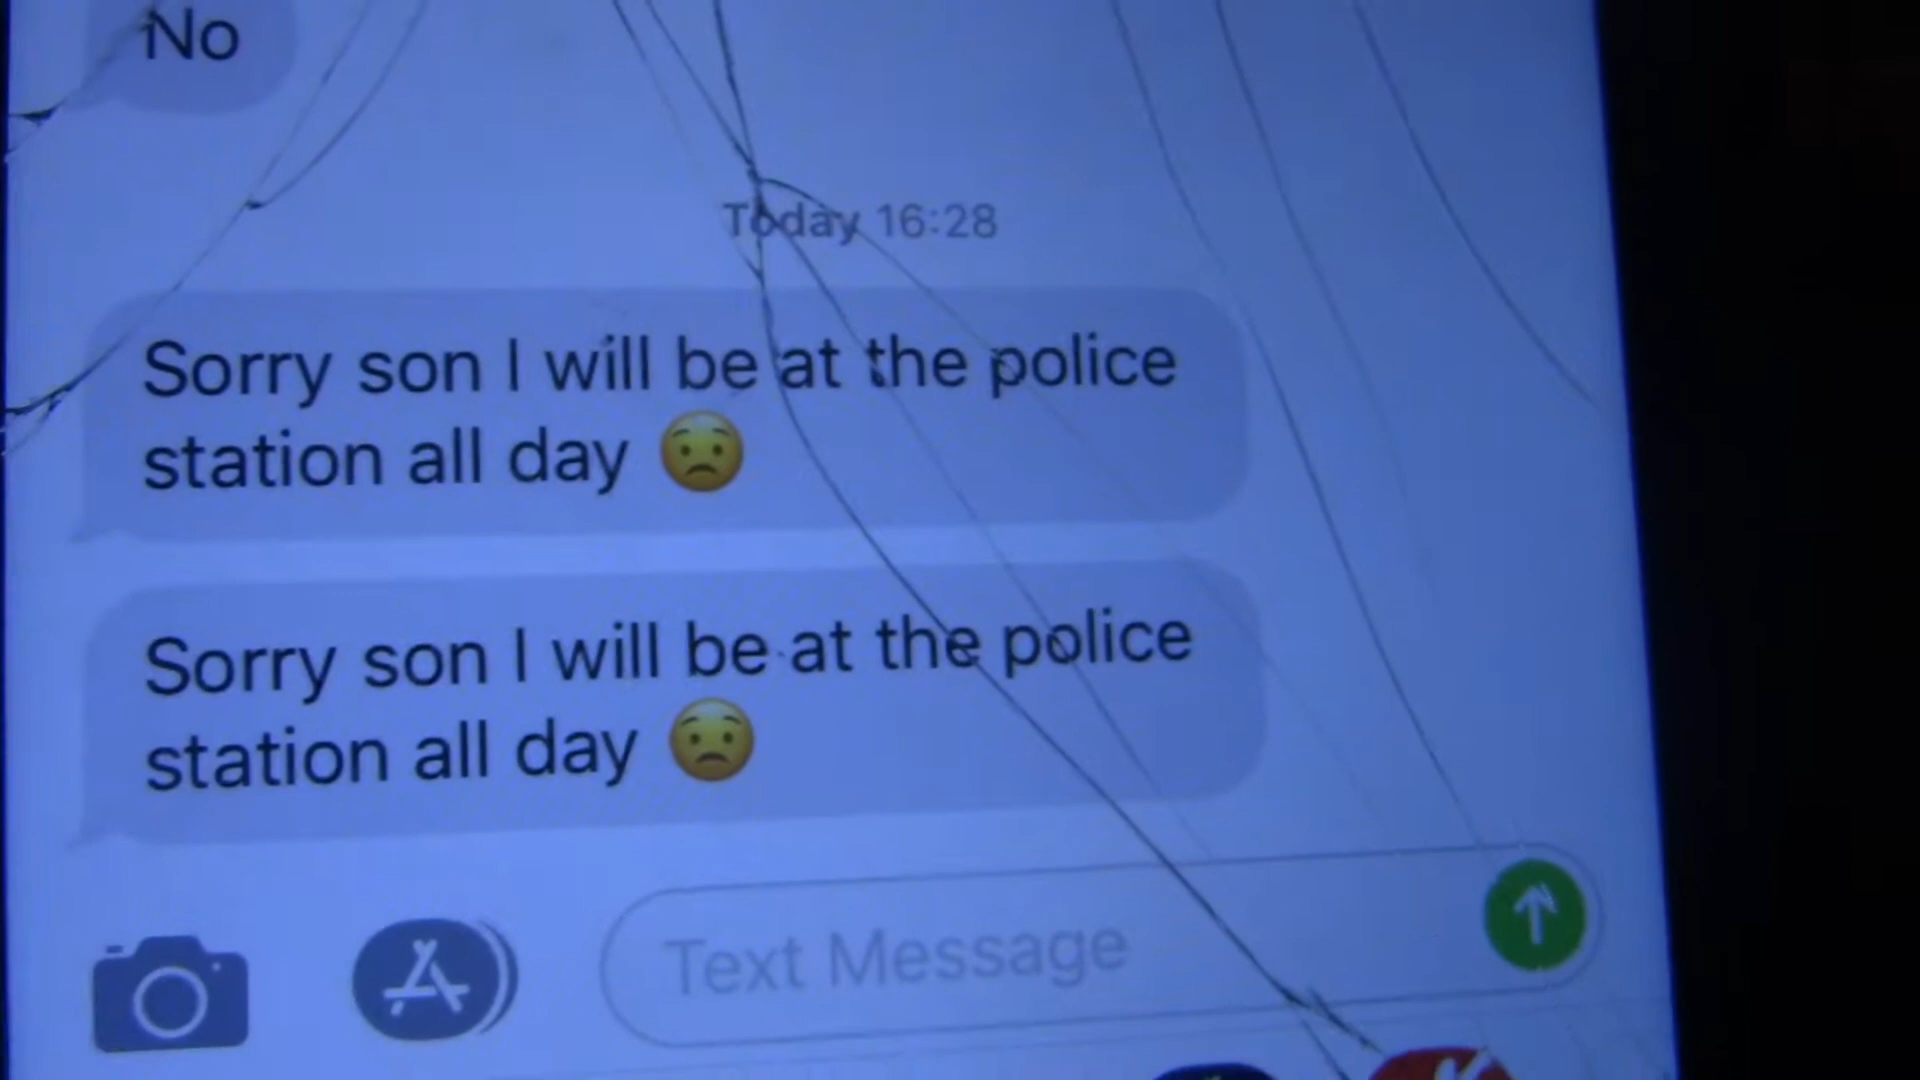 No
Today 16:28
Sorry son I will be at the police
station all day 😟
Sorry son I will be at the police
station all day 😟
Text Message